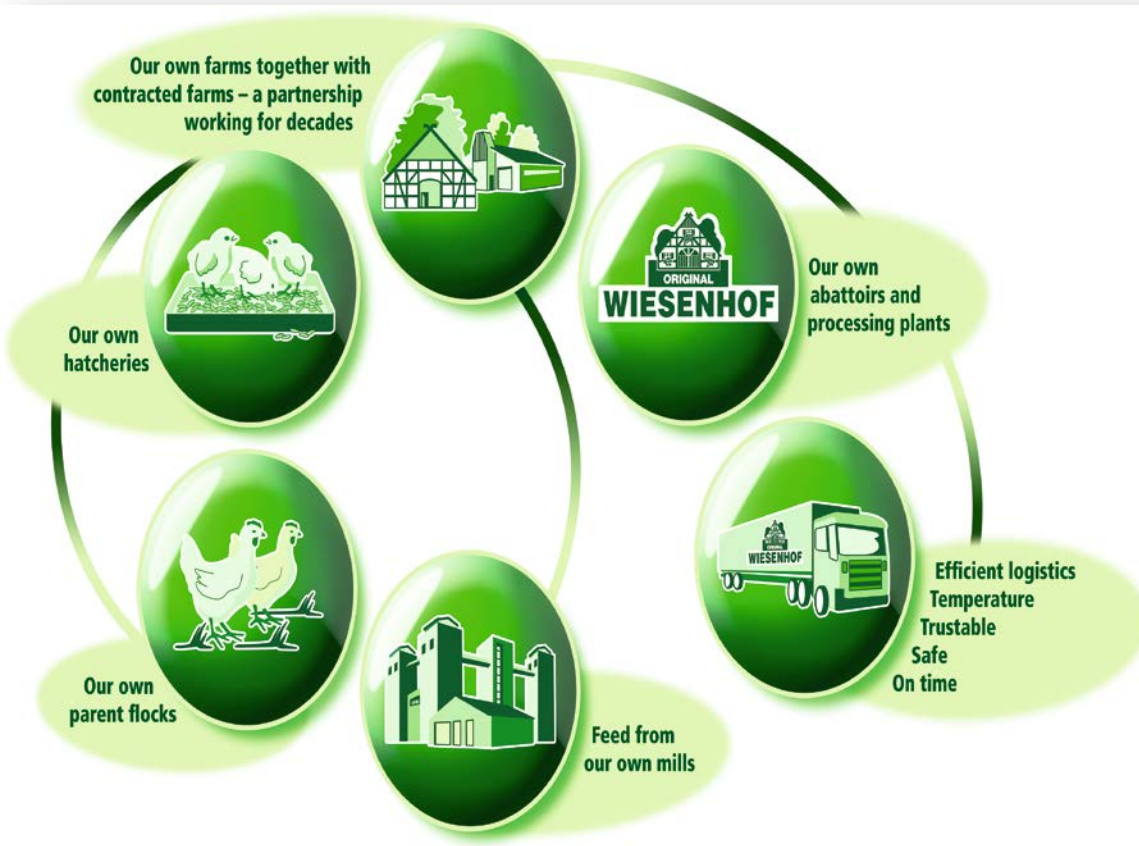 Our own farms together with
contracted farms – a partnership
working for decades
ORIGINAL
WIESENHOF
Our own
abattoirs and
processing plants
Our own
hatcheries
ORIGINAL
WIESENHOF
Efficient logistics
Temperature
Trustable
Safe
On time
Our own
parent flocks
Feed from
our own mills